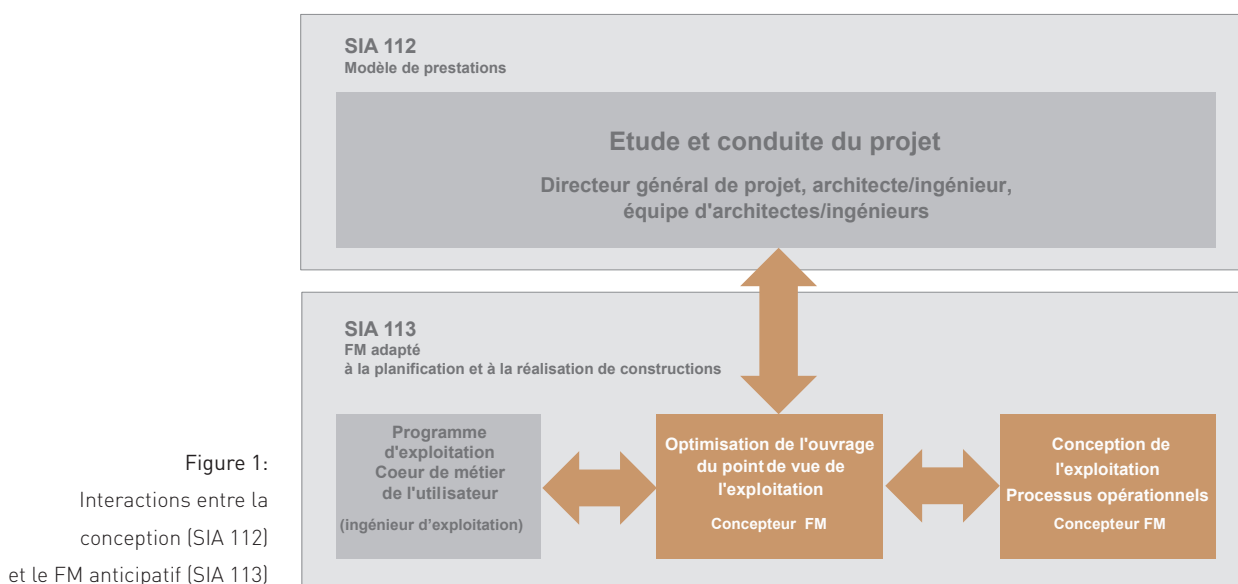 SIA 112
Modèle de prestations
Etude et conduite du projet
Directeur général de projet, architecte/ingénieur,
équipe d'architectes/ingénieurs
SIA 113
FM adapté
à la planification et à la réalisation de constructions
Programme
d'exploitation
Coeur de métier
de l'utilisateur
(ingénieur d'exploitation)
Optimisation de l'ouvrage
du point de vue de
l'exploitation
Concepteur FM
Conception de
l'exploitation
Processus opérationnels
Concepteur FM
Figure 1:
Interactions entre la
conception (SIA 112)
et le FM anticipatif (SIA 113)